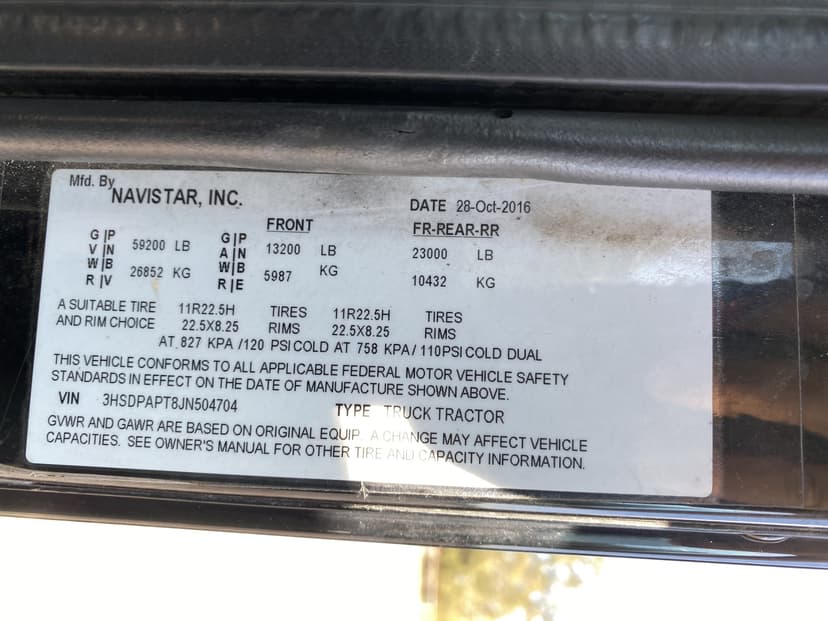 Mfd. By
NAVISTAR, INC.
DATE 28-Oct-2016
FRONT FR-REAR-RR
G|P G|P
V|N 59200 LB A|N 13200 LB 23000 LB
W|B 26852 KG W|B 5987 KG 10432 KG
R|V R|E
A SUITABLE TIRE 11R22.5H TIRES 11R22.5H TIRES
AND RIM CHOICE 22.5X8.25 RIMS 22.5X8.25 RIMS
AT 827 KPA /120 PSI COLD AT 758 KPA/ 110PSI COLD DUAL
THIS VEHICLE CONFORMS TO ALL APPLICABLE FEDERAL MOTOR VEHICLE SAFETY
STANDARDS IN EFFECT ON THE DATE OF MANUFACTURE SHOWN ABOVE.
VIN 3HSDPAPT8JN504704 TYPE TRUCK TRACTOR
GVWR AND GAWR ARE BASED ON ORIGINAL EQUIP. A CHANGE MAY AFFECT VEHICLE
CAPACITIES. SEE OWNER'S MANUAL FOR OTHER TIRE AND CAPACITY INFORMATION.